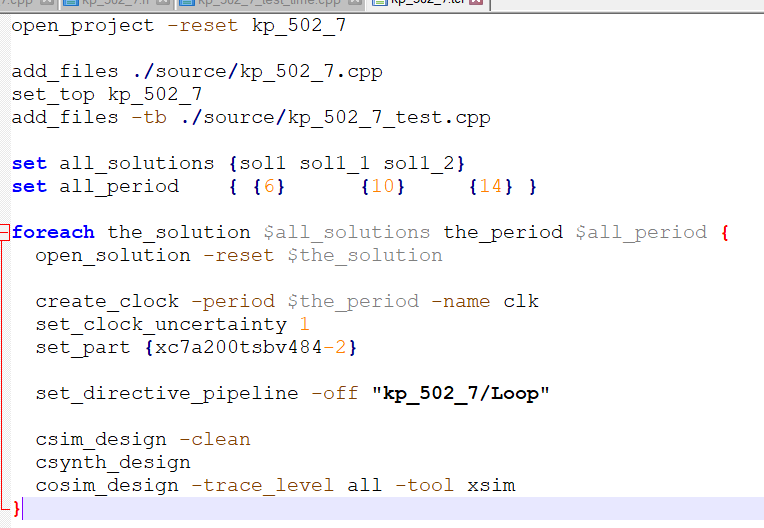 kp_502_7_test_time.cpp
open_project -reset kp_502_7
add_files ./source/kp_502_7.cpp
set_top kp_502_7
add_files -tb ./source/kp_502_7_test.cpp
set all_solutions {sol1 sol1_1 sol1_2}
set all_period    { {6}      {10}     {14} }
foreach the_solution $all_solutions the_period $all_period {
  open_solution -reset $the_solution
  create_clock -period $the_period -name clk
  set_clock_uncertainty 1
  set_part {xc7a200tsbv484-2}
  set_directive_pipeline -off "kp_502_7/Loop"
  csim_design -clean
  csynth_design
  cosim_design -trace_level all -tool xsim
}